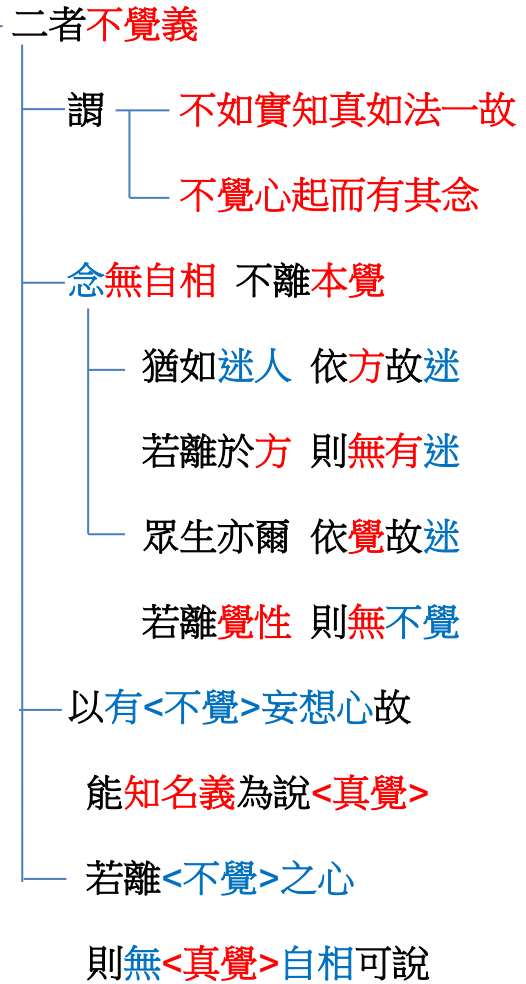 二者不覺義
謂 不如實知真如法一故
不覺心起而有其念
念無自相 不離本覺
猶如迷人 依方故迷
若離於方 則無有迷
眾生亦爾 依覺故迷
若離覺性 則無不覺
以有<不覺>妄想心故
能知名義為說<真覺>
若離<不覺>之心
則無<真覺>自相可說